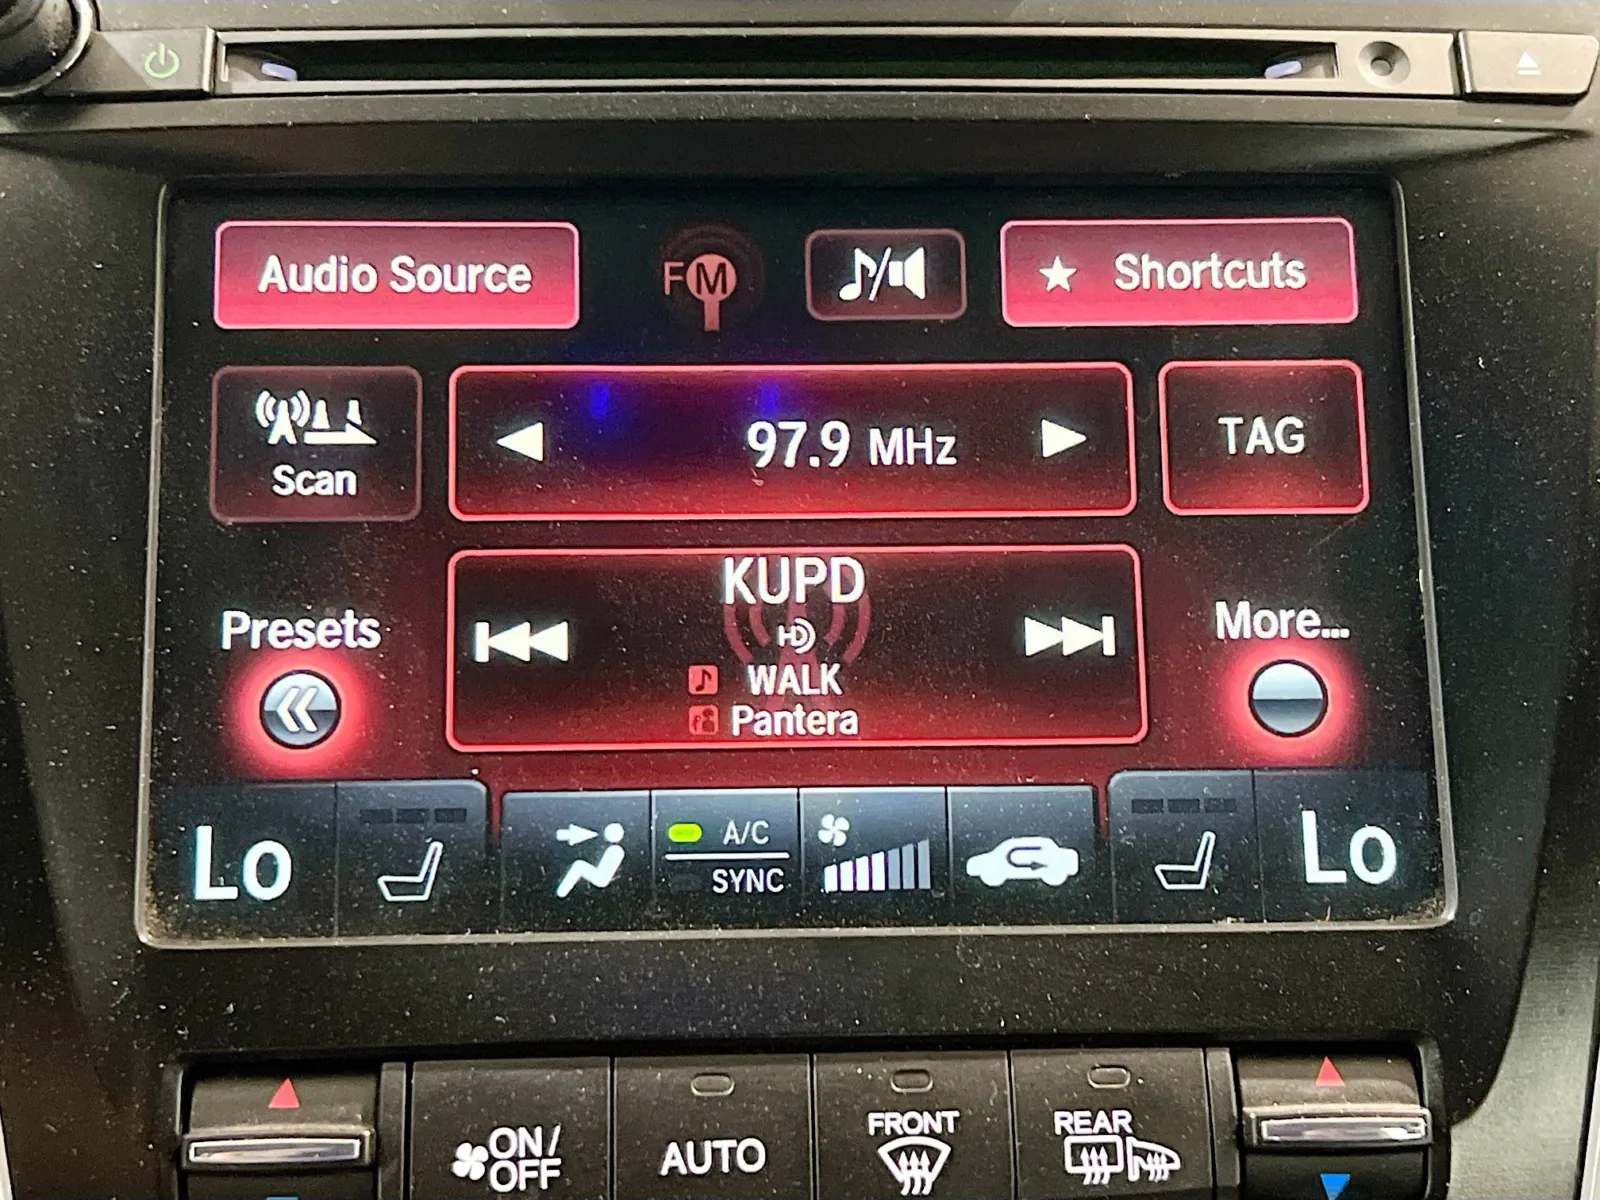 Audio Source
FM
Shortcuts
Scan
97.9 MHz
TAG
KUPD
HD
Presets
WALK
Pantera
More...
Lo
A/C
SYNC
Lo
ON/
OFF
AUTO
FRONT
REAR